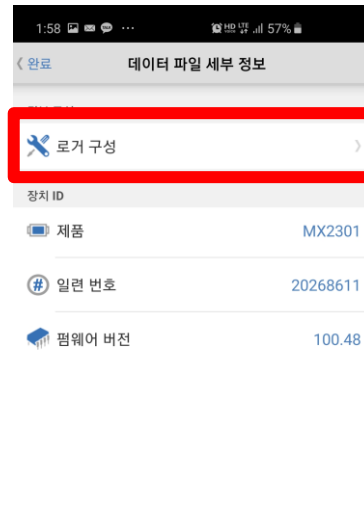 1:58 ··· HD VoLTE LTE 57%
완료 데이터 파일 세부 정보
로거 구성
장치 ID
제품 MX2301
일련 번호 20268611
펌웨어 버전 100.48